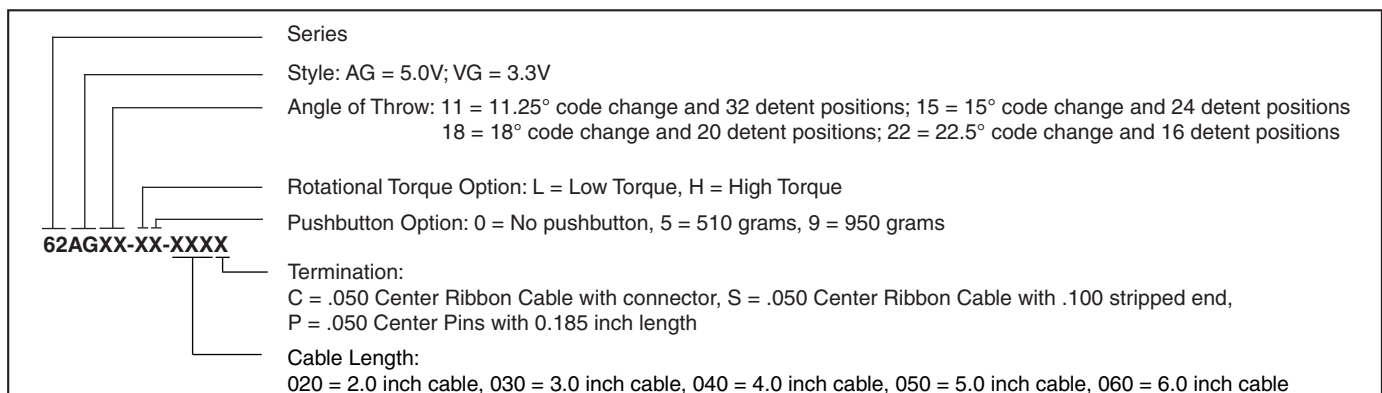 Series
Style: AG = 5.0V; VG = 3.3V
Angle of Throw: 11 = 11.25° code change and 32 detent positions; 15 = 15° code change and 24 detent positions
18 = 18° code change and 20 detent positions; 22 = 22.5° code change and 16 detent positions
Rotational Torque Option: L = Low Torque, H = High Torque
Pushbutton Option: 0 = No pushbutton, 5 = 510 grams, 9 = 950 grams
62AGXX-XX-XXXX
Termination:
C = .050 Center Ribbon Cable with connector, S = .050 Center Ribbon Cable with .100 stripped end,
P = .050 Center Pins with 0.185 inch length
Cable Length:
020 = 2.0 inch cable, 030 = 3.0 inch cable, 040 = 4.0 inch cable, 050 = 5.0 inch cable, 060 = 6.0 inch cable